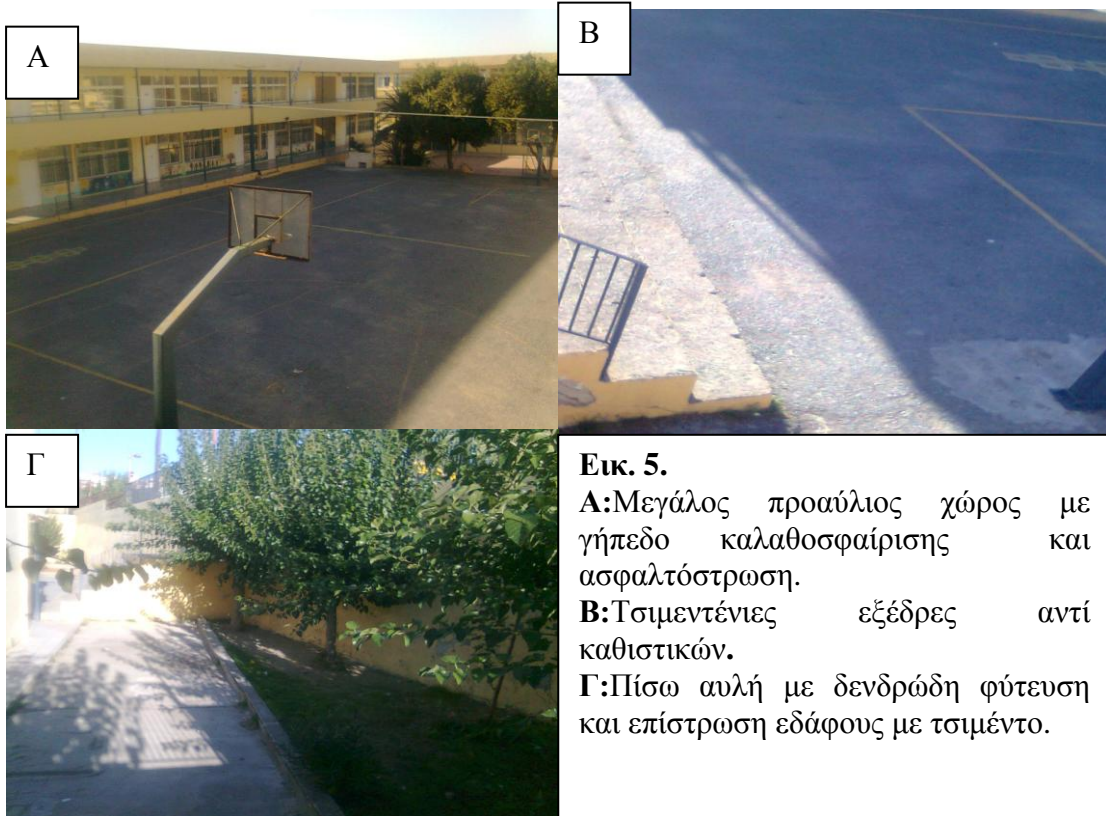 Α
Β
Γ
Εικ. 5.
Α:Μεγάλος προαύλιος χώρος με
γήπεδο καλαθοσφαίρισης και
ασφαλτόστρωση.
Β:Τσιμεντένιες εξέδρες αντί
καθιστικών.
Γ:Πίσω αυλή με δενδρώδη φύτευση
και επίστρωση εδάφους με τσιμέντο.